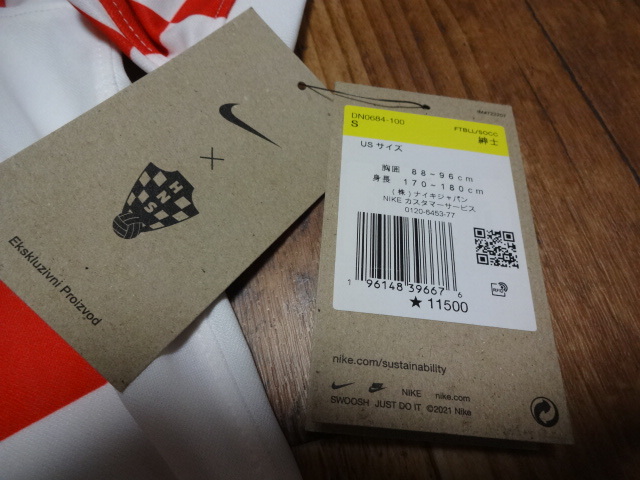 HNS
Ekskluzivni Proizvod
DN0684-100
S
FTBLL/SOCC
紳士
US サイズ
胸囲 88-96cm
身長 170-180cm
(株)ナイキジャパン
NIKE カスタマーサービス
0120-6453-77
1 96148 39667 6
★11500
nike.com/sustainability
NIKE nike.com
SWOOSH JUST DO IT ©2021 Nike